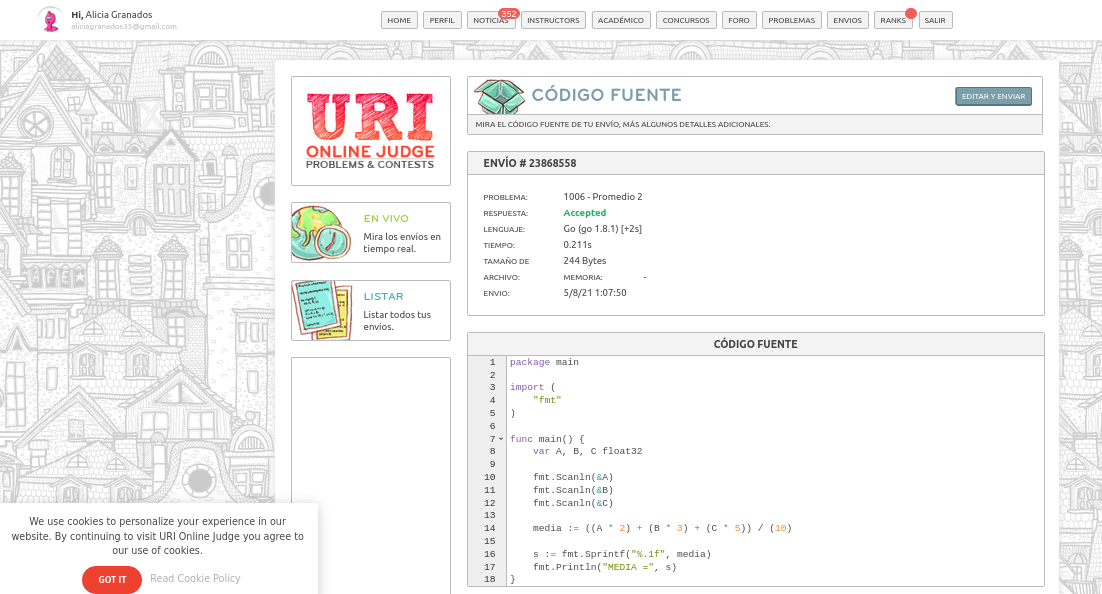 Hi, Alicia Granados
aliciagranados35@gmail.com
HOME PERFIL NOTICIAS 352 INSTRUCTORS ACADÉMICO CONCURSOS FORO PROBLEMAS ENVIOS RANKS SALIR
URI
ONLINE JUDGE
PROBLEMS & CONTESTS
EN VIVO
Mira los envíos en
tiempo real.
LISTAR
Listar todos tus
envíos.
CÓDIGO FUENTE
EDITAR Y ENVIAR
MIRA EL CÓDIGO FUENTE DE TU ENVÍO, MÁS ALGUNOS DETALLES ADICIONALES.
ENVÍO # 23868558
PROBLEMA: 1006 - Promedio 2
RESPUESTA: Accepted
LENGUAJE: Go (go 1.8.1) [+2s]
TIEMPO: 0.211s
TAMAÑO DE 244 Bytes
ARCHIVO: MEMORIA: -
ENVIO: 5/8/21 1:07:50
CÓDIGO FUENTE
1 package main
2
3 import (
4 "fmt"
5 )
6
7 func main() {
8 var A, B, C float32
9
10 fmt.Scanln(&A)
11 fmt.Scanln(&B)
12 fmt.Scanln(&C)
13
14 media := ((A * 2) + (B * 3) + (C * 5)) / (10)
15
16 s := fmt.Sprintf("%.1f", media)
17 fmt.Println("MEDIA =", s)
18 }
We use cookies to personalize your experience in our
website. By continuing to visit URI Online Judge you agree to
our use of cookies.
GOT IT Read Cookie Policy